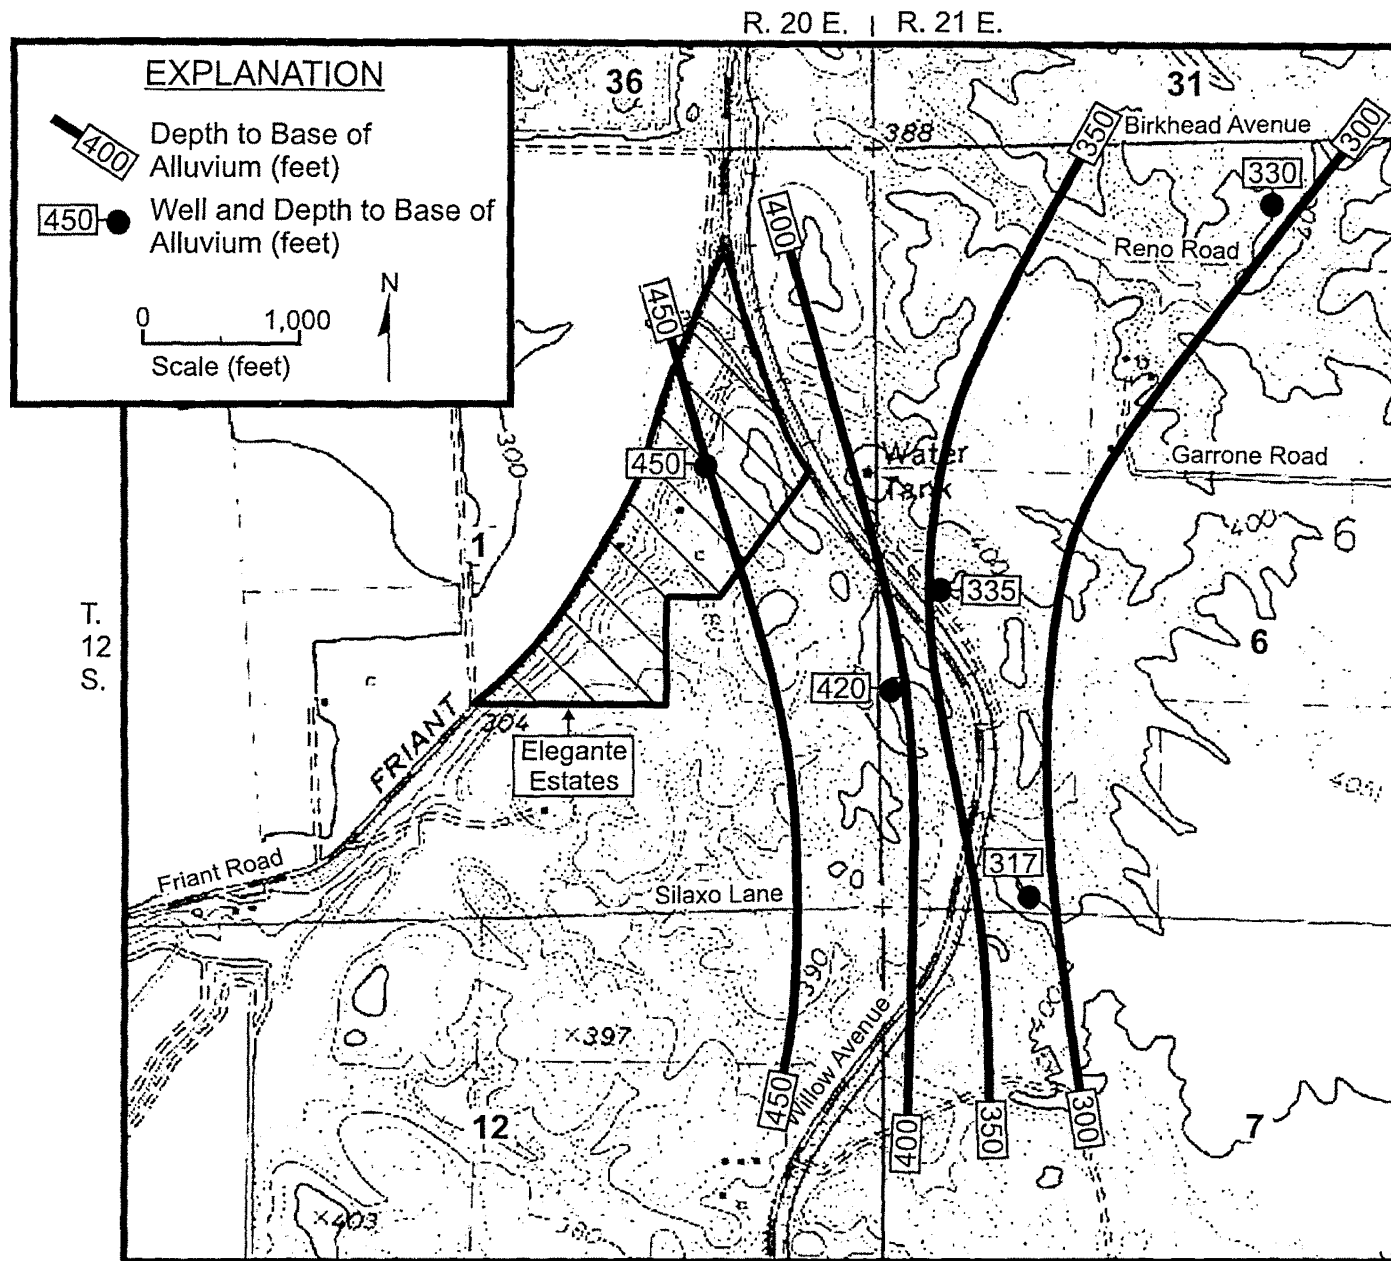 R. 20 E. | R. 21 E.
EXPLANATION
400
Depth to Base of
Alluvium (feet)
450
Well and Depth to Base of
Alluvium (feet)
N
0 1,000
Scale (feet)
36
31
388
350
Birkhead Avenue
300
330
400
Reno Road
450
Water
Tank
Garrone Road
450
300
1
400
6
400
335
6
T.
12
S.
420
FRIANT
304
Elegante
Estates
317
Friant Road
Silaxo Lane
390
400
×397
Willow Avenue
450
400
350
300
12
7
×403
380